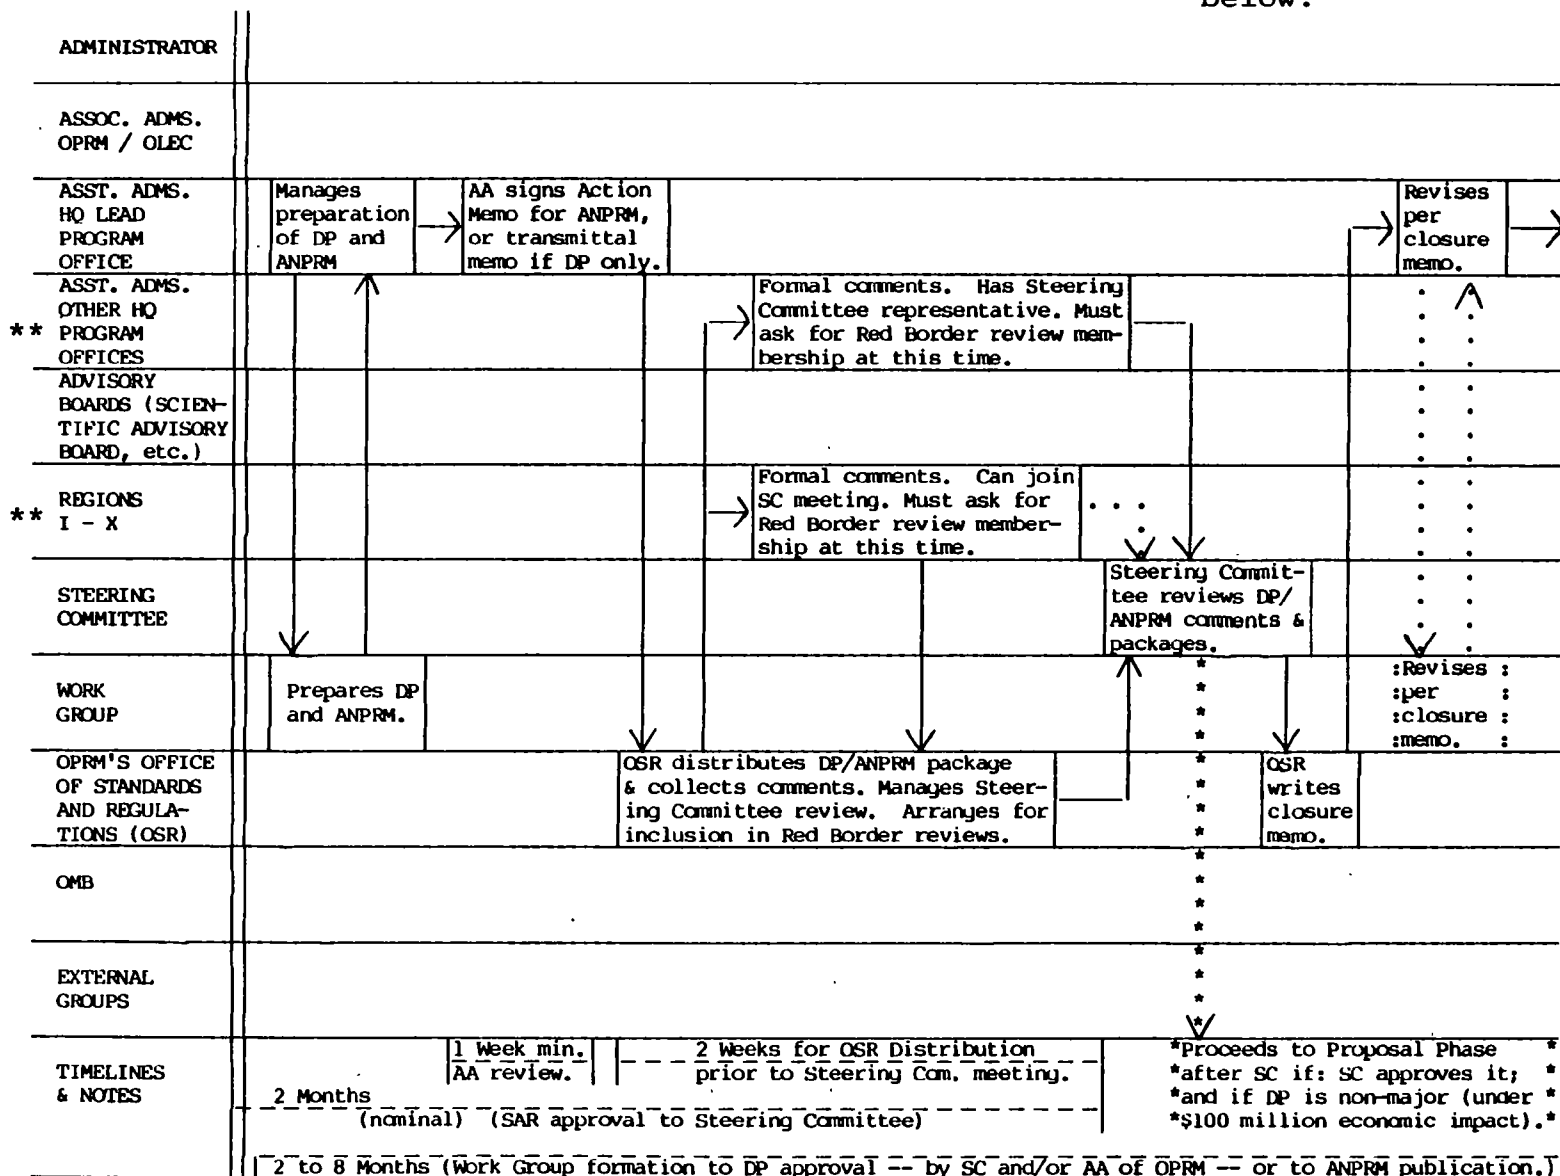 below.
ADMINISTRATOR
ASSOC. ADMS.
OPRM / OLEC
ASST. ADMS.
HQ LEAD
PROGRAM
OFFICE
Manages
preparation
of DP and
ANPRM
AA signs Action
Memo for ANPRM,
or transmittal
memo if DP only.
Revises
per
closure
memo.
ASST. ADMS.
OTHER HQ
** PROGRAM
OFFICES
Formal comments. Has Steering
Committee representative. Must
ask for Red Border review mem-
bership at this time.
ADVISORY
BOARDS (SCIEN-
TIFIC ADVISORY
BOARD, etc.)
REGIONS
** I - X
Formal comments. Can join
SC meeting. Must ask for
Red Border review member-
ship at this time.
STEERING
COMMITTEE
Steering Commit-
tee reviews DP/
ANPRM comments &
packages.
WORK
GROUP
Prepares DP
and ANPRM.
:Revises :
:per :
:closure :
:memo. :
OPRM'S OFFICE
OF STANDARDS
AND REGULA-
TIONS (OSR)
OSR distributes DP/ANPRM package
& collects comments. Manages Steer-
ing Committee review. Arranges for
inclusion in Red Border reviews.
OSR
writes
closure
memo.
OMB
EXTERNAL
GROUPS
TIMELINES
& NOTES
1 Week min.
AA review.
2 Weeks for OSR Distribution
prior to Steering Com. meeting.
2 Months
(nominal) (SAR approval to Steering Committee)
*Proceeds to Proposal Phase *
*after SC if: SC approves it; *
*and if DP is non-major (under *
*$100 million economic impact).*
2 to 8 Months (Work Group formation to DP approval -- by SC and/or AA of OPRM -- or to ANPRM publication.)